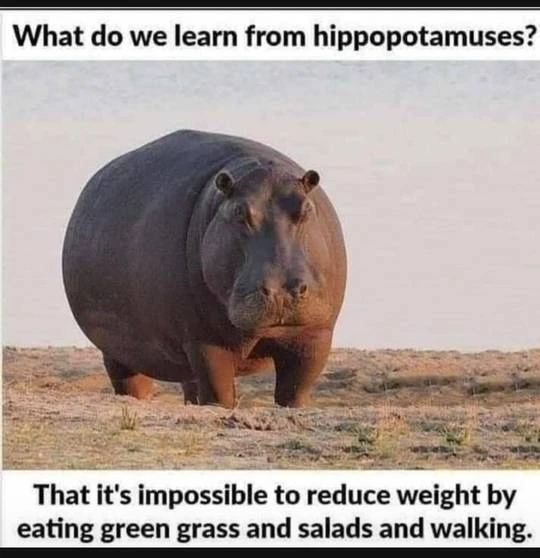 What do we learn from hippopotamuses?
That it's impossible to reduce weight by
eating green grass and salads and walking.